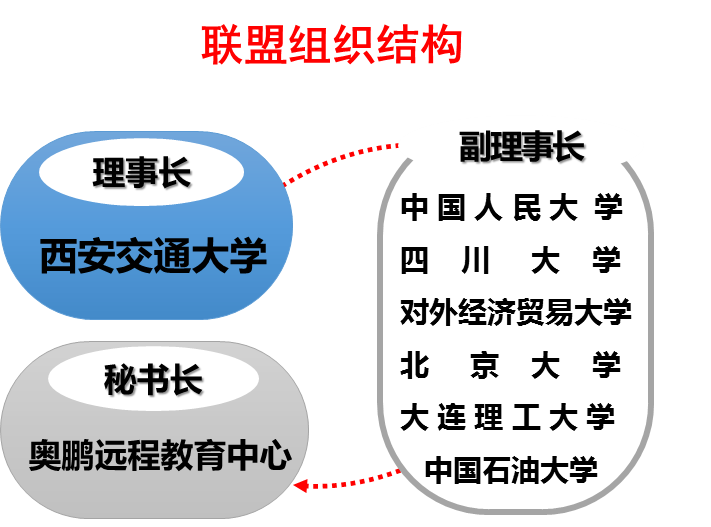 联盟组织结构
理事长
西安交通大学
秘书长
奥鹏远程教育中心
副理事长
中国人民大学
四川大学
对外经济贸易大学
北京大学
大连理工大学
中国石油大学